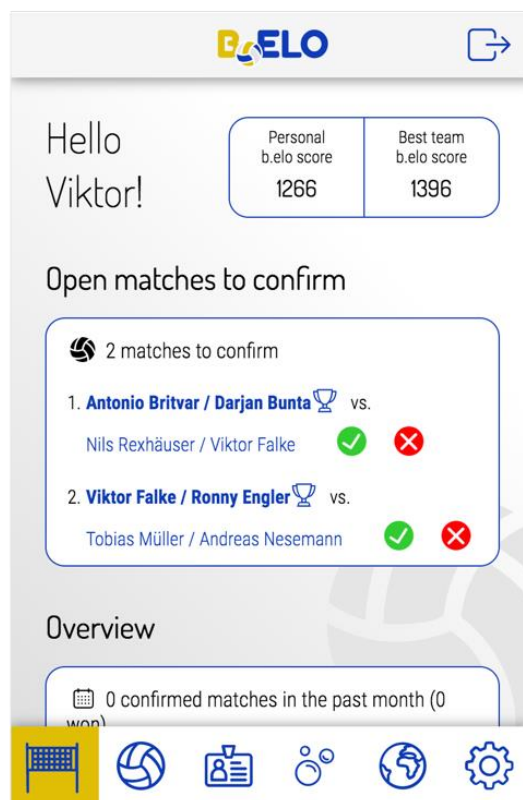 B.ELO
Hello
Viktor!
Personal
b.elo score
1266
Best team
b.elo score
1396
Open matches to confirm
2 matches to confirm
1. Antonio Britvar / Darjan Bunta vs.
Nils Rexhäuser / Viktor Falke
2. Viktor Falke / Ronny Engler vs.
Tobias Müller / Andreas Nesemann
Overview
0 confirmed matches in the past month (0
won)